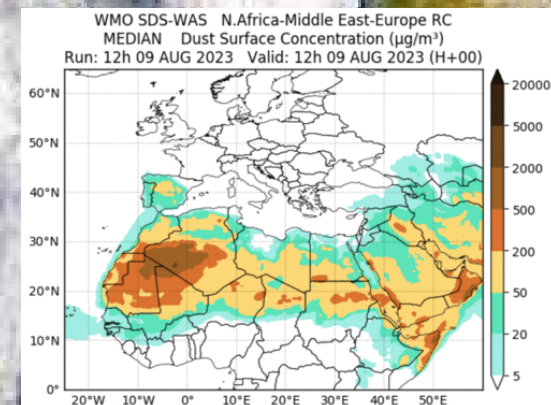 WMO SDS-WAS N.Africa-Middle East-Europe RC
MEDIAN Dust Surface Concentration (µg/m³)
Run: 12h 09 AUG 2023 Valid: 12h 09 AUG 2023 (H+00)
60°N
50°N
40°N
30°N
20°N
10°N
0°
20°W
10°W
0°
10°E
20°E
30°E
40°E
50°E
20000
5000
2000
500
200
50
20
5